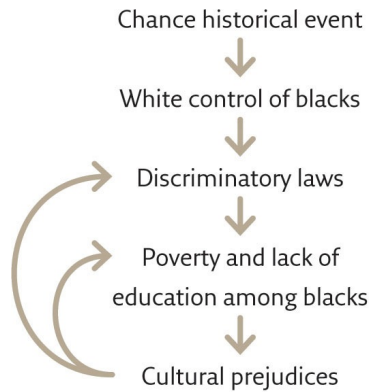 Chance historical event
White control of blacks
Discriminatory laws
Poverty and lack of
education among blacks
Cultural prejudices